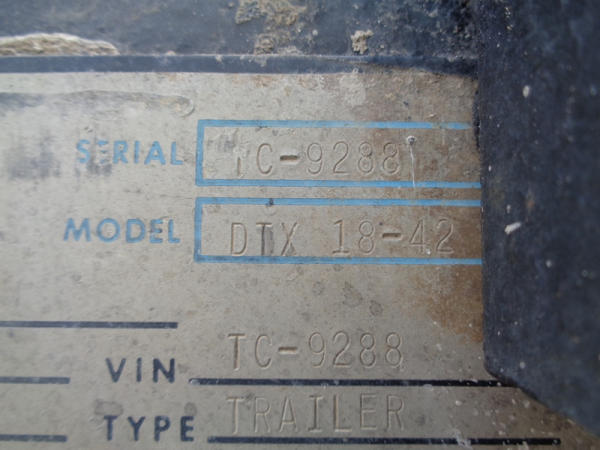 SERIAL TC-9288
MODEL DTX 18-42
VIN TC-9288
TYPE TRAILER